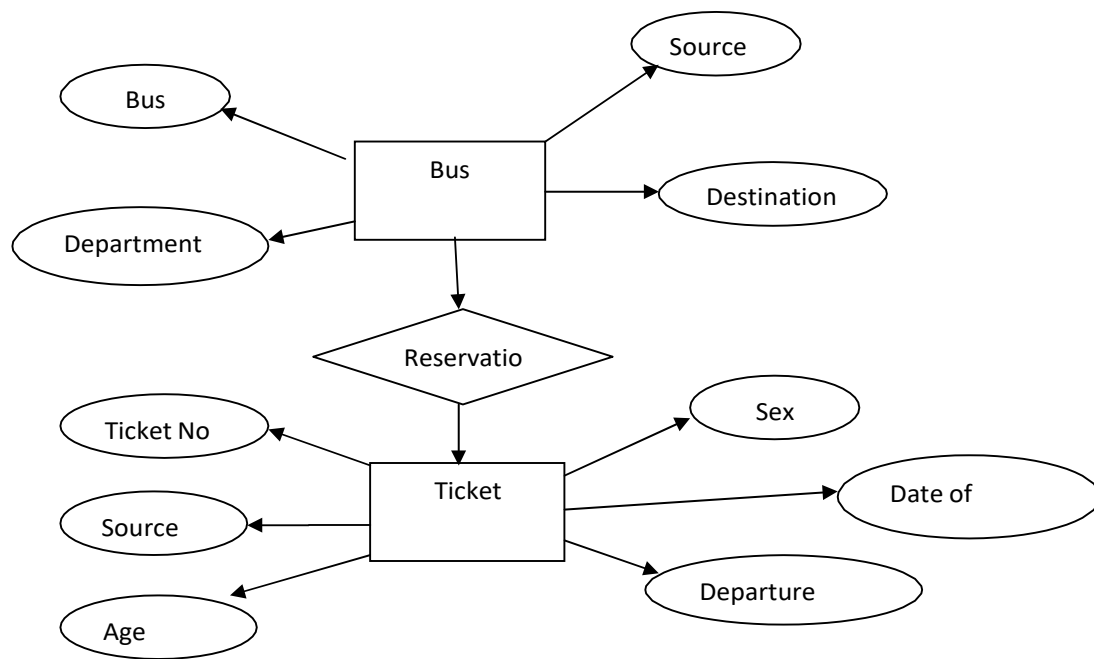 Source
Bus
Bus
Destination
Department
Reservatio
Sex
Ticket No
Ticket
Date of
Source
Departure
Age